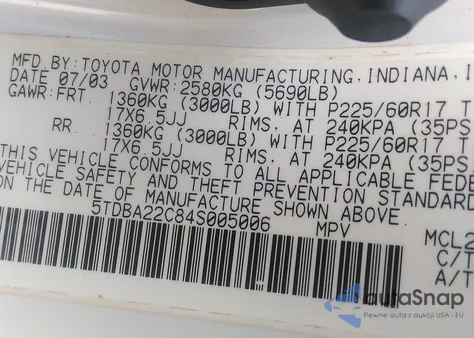 MFD.BY:TOYOTA MOTOR MANUFACTURING,INDIANA,I
DATE 07/03 GVWR:2580KG (5690LB)
GAWR:FRT. 1360KG (3000LB) WITH P225/60R17 T
17X6.5JJ RIMS, AT 240KPA (35PS
RR 1360KG (3000LB) WITH P225/60R17 T
17X6.5JJ RIMS, AT 240KPA (35PS
THIS VEHICLE CONFORMS TO ALL APPLICABLE FEDE
VEHICLE SAFETY AND THEFT PREVENTION STANDARD
ON THE DATE OF MANUFACTURE SHOWN ABOVE.
5TDBA22C84S005006 MPV
MCL2
C/T
A/T
autaSnap
Pewne auta z aukcji USA i EU